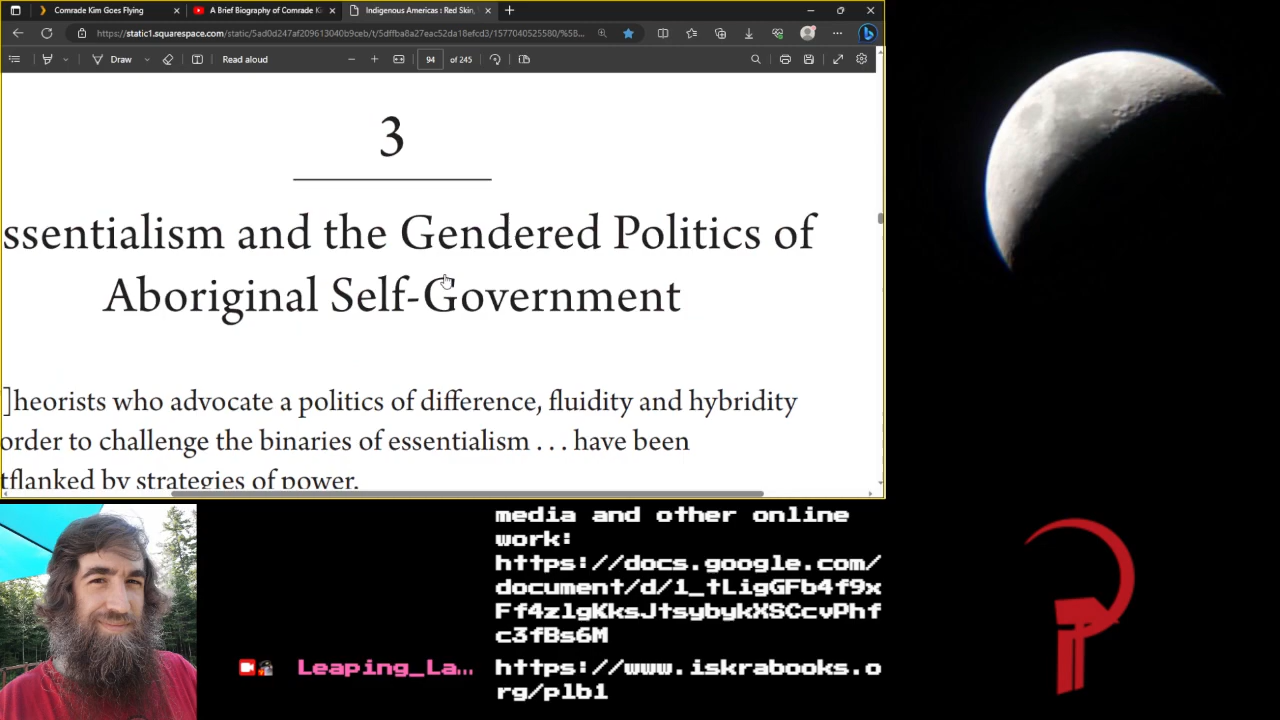 Comrade Kim Goes Flying
A Brief Biography of Comrade K
Indigenous Americas : Red Skin,
https://static1.squarespace.com/static/5ad0d247af209613040b9ceb/t/5dffba8a27eac52da18efcd3/1577040525580/%58...
Draw
Read aloud
94 of 245
3
ssentialism and the Gendered Politics of
Aboriginal Self-Government
]heorists who advocate a politics of difference, fluidity and hybridity
order to challenge the binaries of essentialism . . . have been
tflanked by strategies of power.
media and other online
work:
https://docs.google.com/
document/d/1_tLigGFb4f9x
Ff4zlgKksJtsybykXSCcvPhf
c3fBs6M
Leaping_La...
https://www.iskrabooks.o
rg/plb1